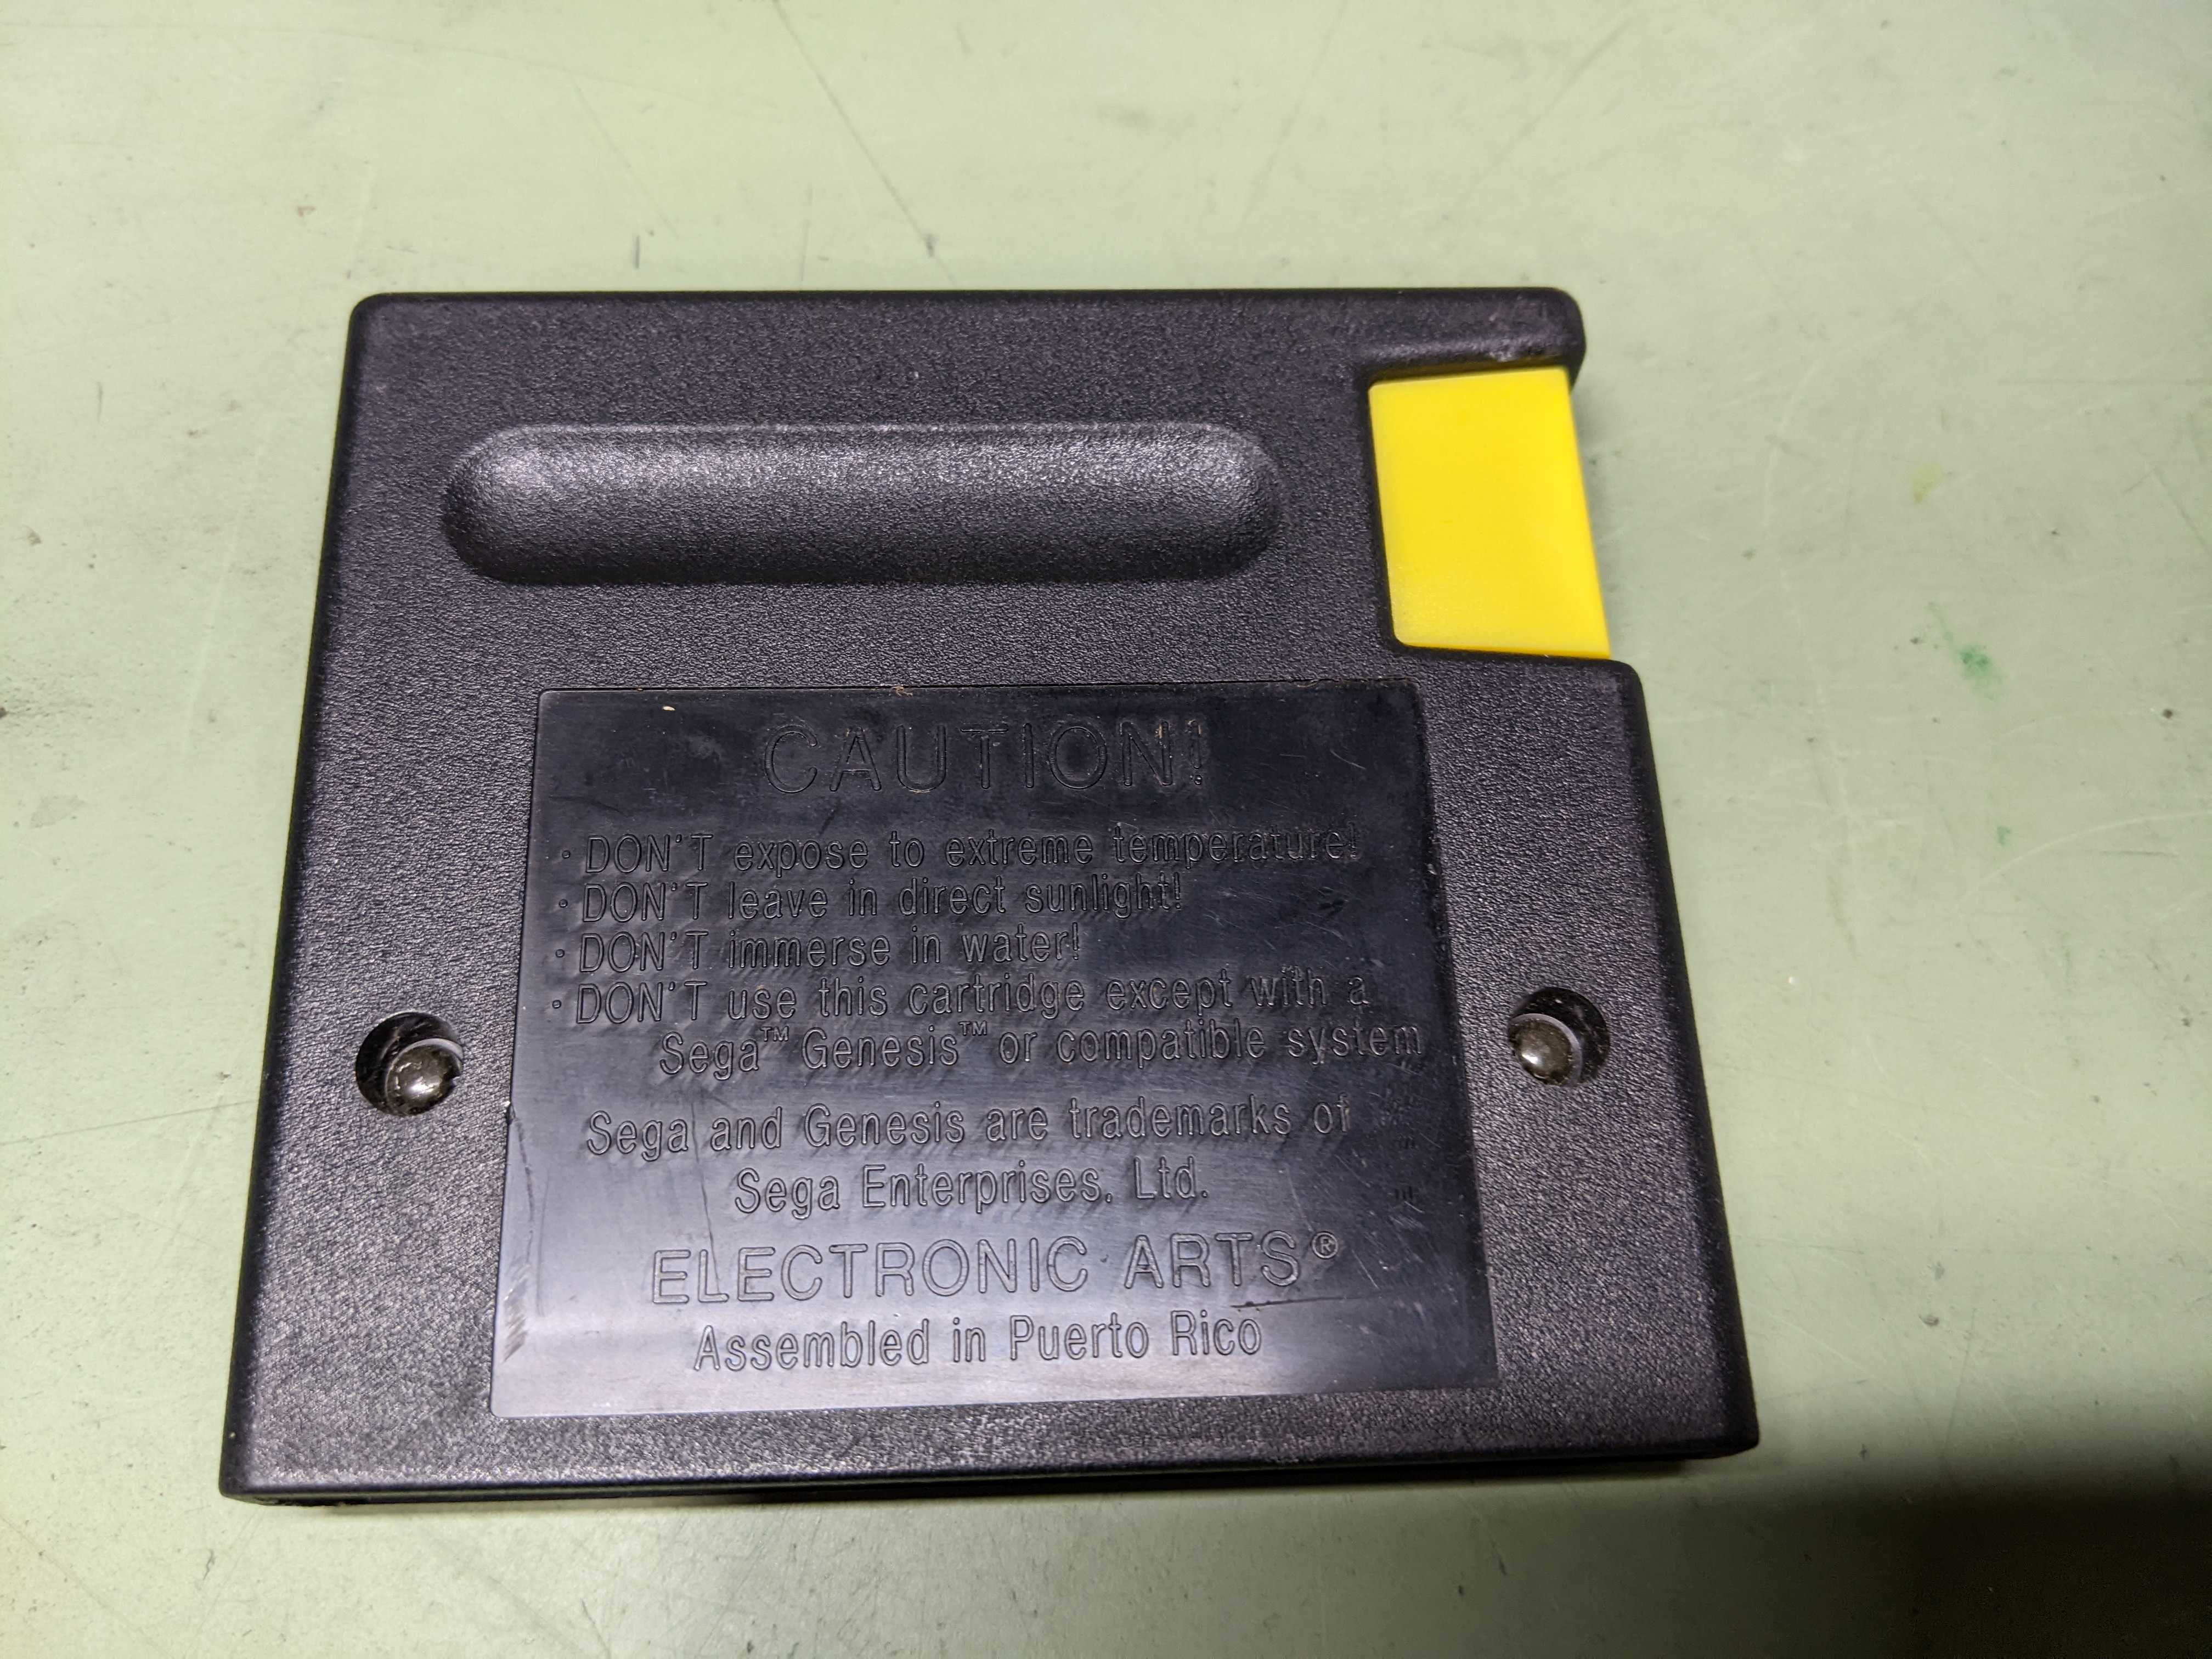 CAUTION!
· DON'T expose to extreme temperature!
· DON'T leave in direct sunlight!
· DON'T immerse in water!
· DON'T use this cartridge except with a
Sega™ Genesis™ or compatible system
Sega and Genesis are trademarks of
Sega Enterprises, Ltd.
ELECTRONIC ARTS®
Assembled in Puerto Rico